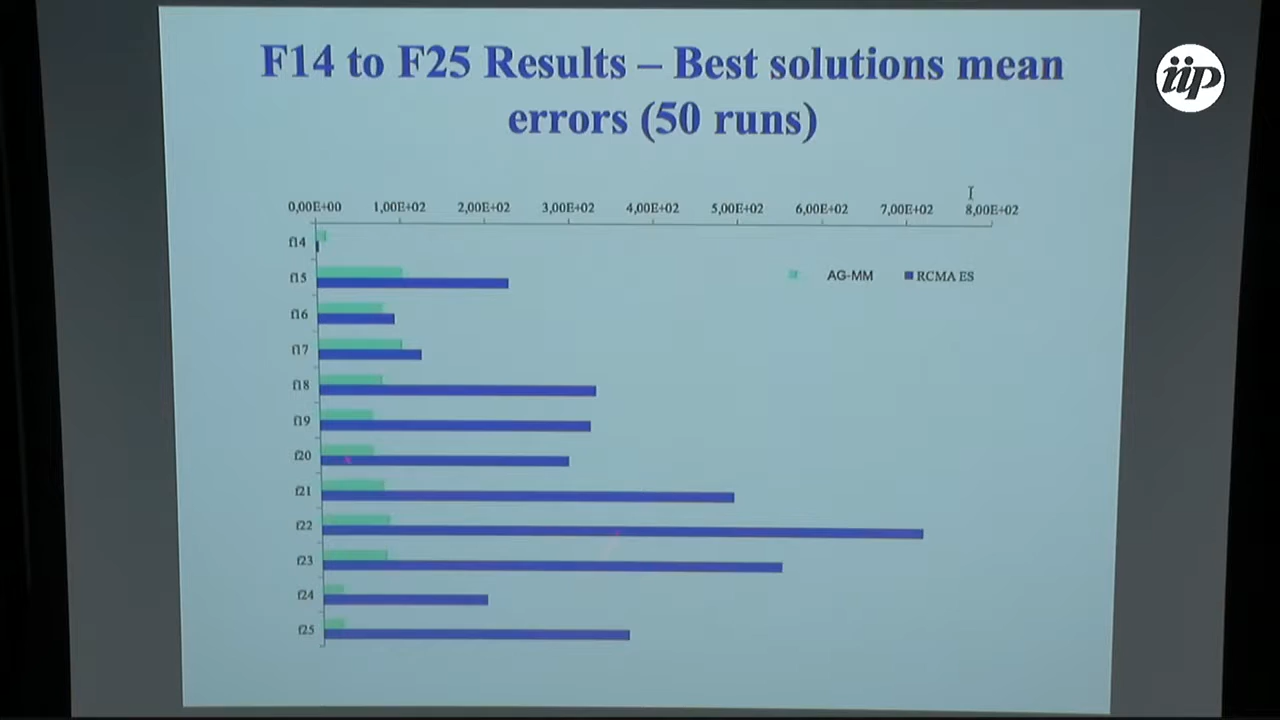 F14 to F25 Results – Best solutions mean
errors (50 runs)
iip
0,00E+00 1,00E+02 2,00E+02 3,00E+02 4,00E+02 5,00E+02 6,00E+02 7,00E+02 8,00E+02
f14
f15
AG-MM RCMA ES
f16
f17
f18
f19
f20
f21
f22
f23
f24
f25